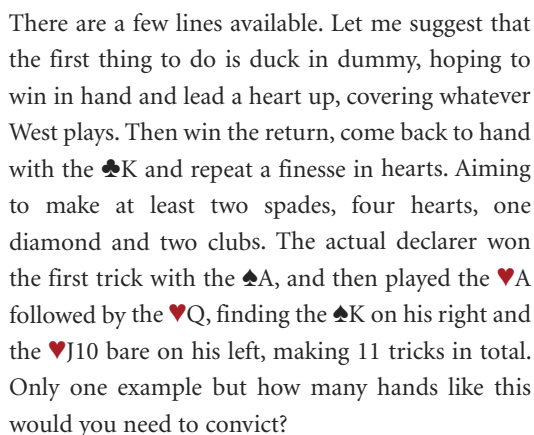 There are a few lines available. Let me suggest that
the first thing to do is duck in dummy, hoping to
win in hand and lead a heart up, covering whatever
West plays. Then win the return, come back to hand
with the ♣K and repeat a finesse in hearts. Aiming
to make at least two spades, four hearts, one
diamond and two clubs. The actual declarer won
the first trick with the ♠A, and then played the ♥A
followed by the ♥Q, finding the ♠K on his right and
the ♥J10 bare on his left, making 11 tricks in total.
Only one example but how many hands like this
would you need to convict?